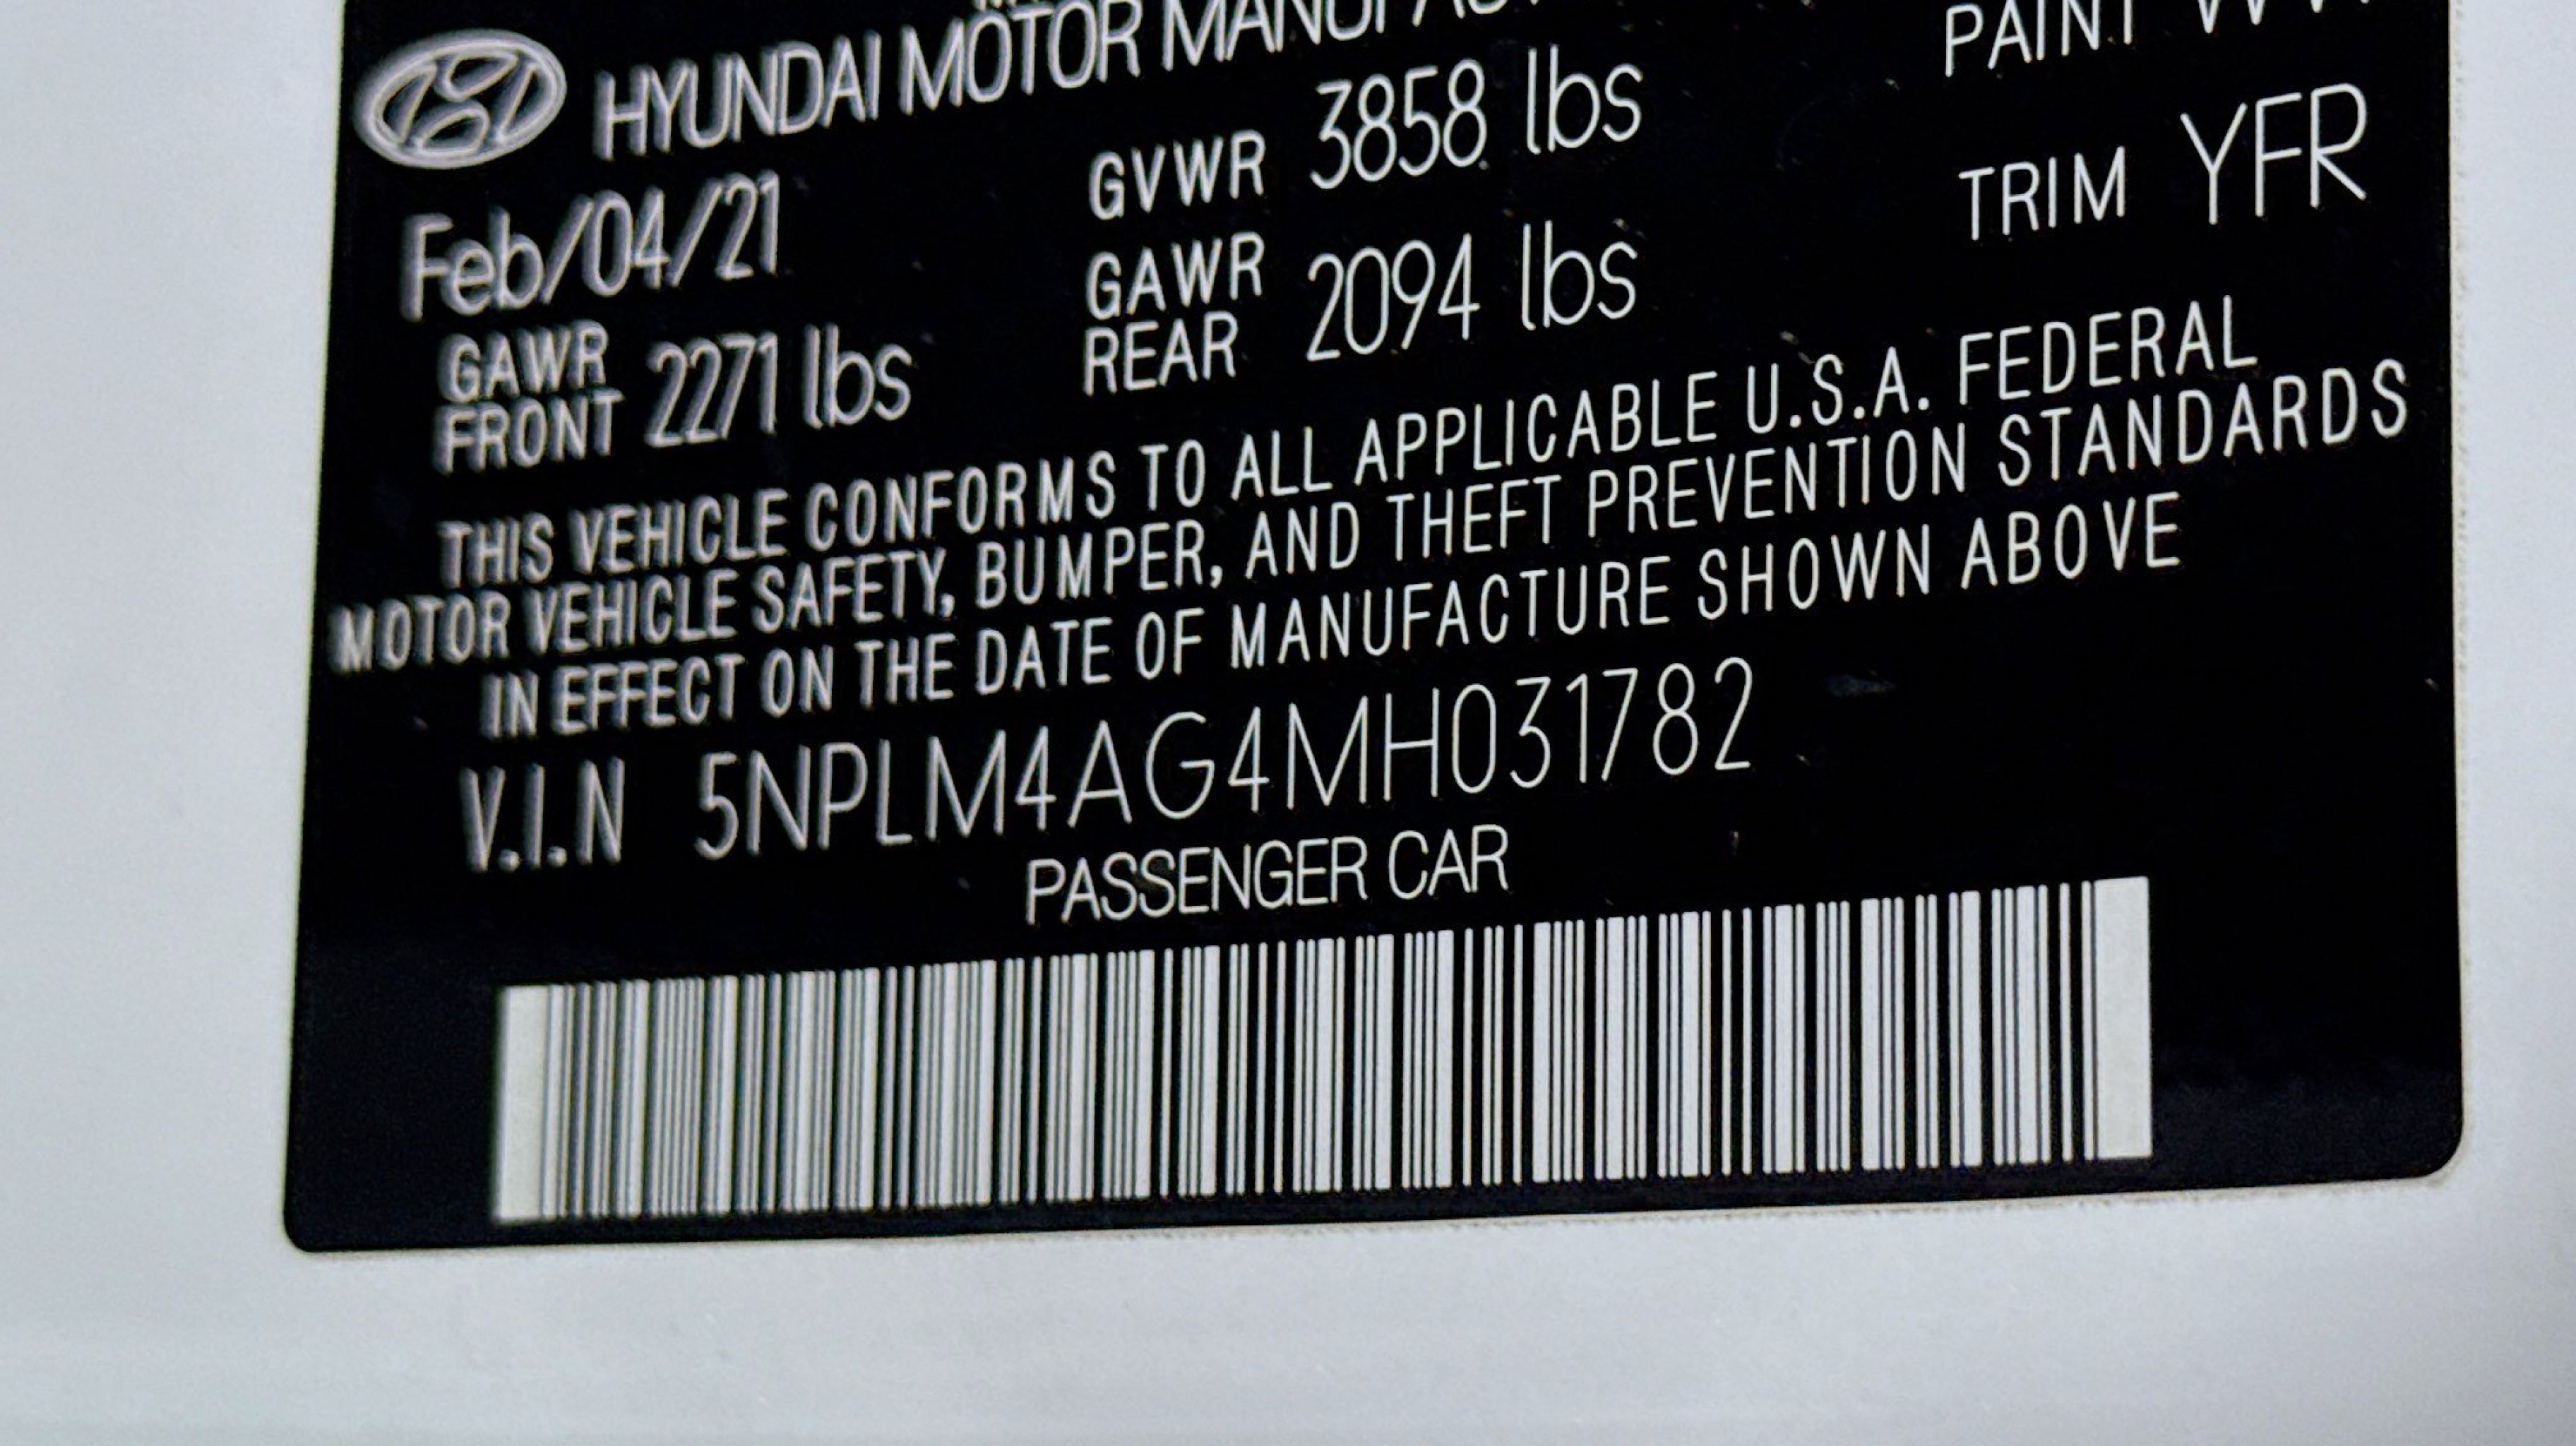 HYUNDAI MOTOR
PAINT
Feb/04/21 GVWR 3858 lbs TRIM YFR
GAWR FRONT 2271 lbs GAWR REAR 2094 lbs
THIS VEHICLE CONFORMS TO ALL APPLICABLE U.S.A. FEDERAL
MOTOR VEHICLE SAFETY, BUMPER, AND THEFT PREVENTION STANDARDS
IN EFFECT ON THE DATE OF MANUFACTURE SHOWN ABOVE
V.I.N 5NPLM4AG4MH031782
PASSENGER CAR